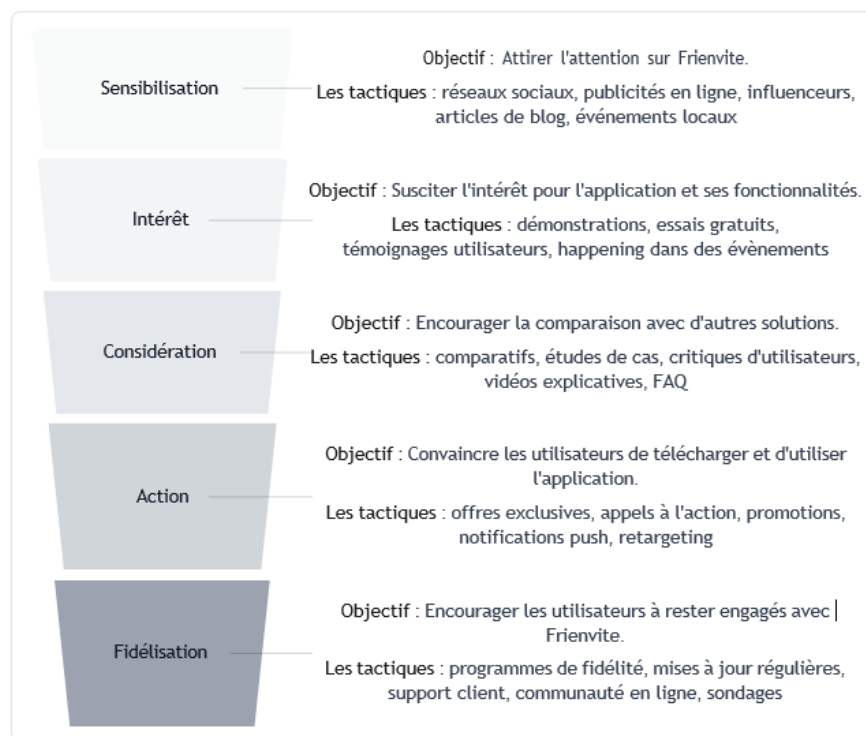 Sensibilisation
Objectif : Attirer l'attention sur Frienvite.
Les tactiques : réseaux sociaux, publicités en ligne, influenceurs,
articles de blog, événements locaux
Intérêt
Objectif : Susciter l'intérêt pour l'application et ses fonctionnalités.
Les tactiques : démonstrations, essais gratuits,
témoignages utilisateurs, happening dans des évènements
Considération
Objectif : Encourager la comparaison avec d'autres solutions.
Les tactiques : comparatifs, études de cas, critiques d'utilisateurs,
vidéos explicatives, FAQ
Action
Objectif : Convaincre les utilisateurs de télécharger et d'utiliser
l'application.
Les tactiques : offres exclusives, appels à l'action, promotions,
notifications push, retargeting
Fidélisation
Objectif : Encourager les utilisateurs à rester engagés avec
Frienvite.
Les tactiques : programmes de fidélité, mises à jour régulières,
support client, communauté en ligne, sondages